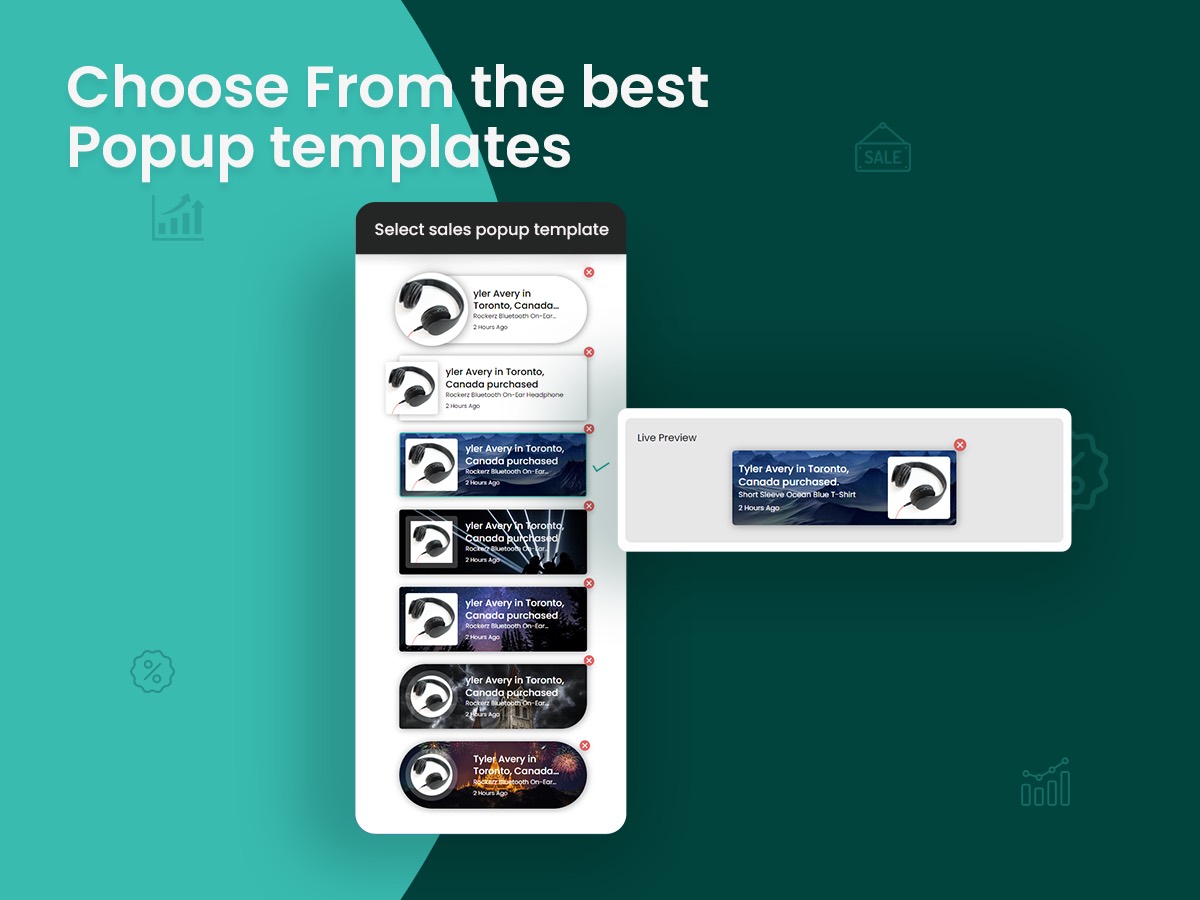 Choose From the best
Popup templates
SALE
Select sales popup template
yler Avery in
Toronto, Canada...
Rockerz Bluetooth On-Ear...
2 Hours Ago
yler Avery in Toronto,
Canada purchased
Rockerz Bluetooth On-Ear Headphone
2 Hours Ago
yler Avery in Toronto,
Canada purchased
Rockerz Bluetooth On-Ear...
2 Hours Ago
yler Avery in Toronto,
Canada purchased
Rockerz Bluetooth On-Ear...
2 Hours Ago
yler Avery in Toronto,
Canada purchased
Rockerz Bluetooth On-Ear...
2 Hours Ago
yler Avery in Toronto,
Canada purchased
Rockerz Bluetooth On-Ear...
2 Hours Ago
Tyler Avery in
Toronto, Canada...
Rockerz Bluetooth On-Ear...
2 Hours Ago
Live Preview
Tyler Avery in Toronto,
Canada purchased.
Short Sleeve Ocean Blue T-Shirt
2 Hours Ago